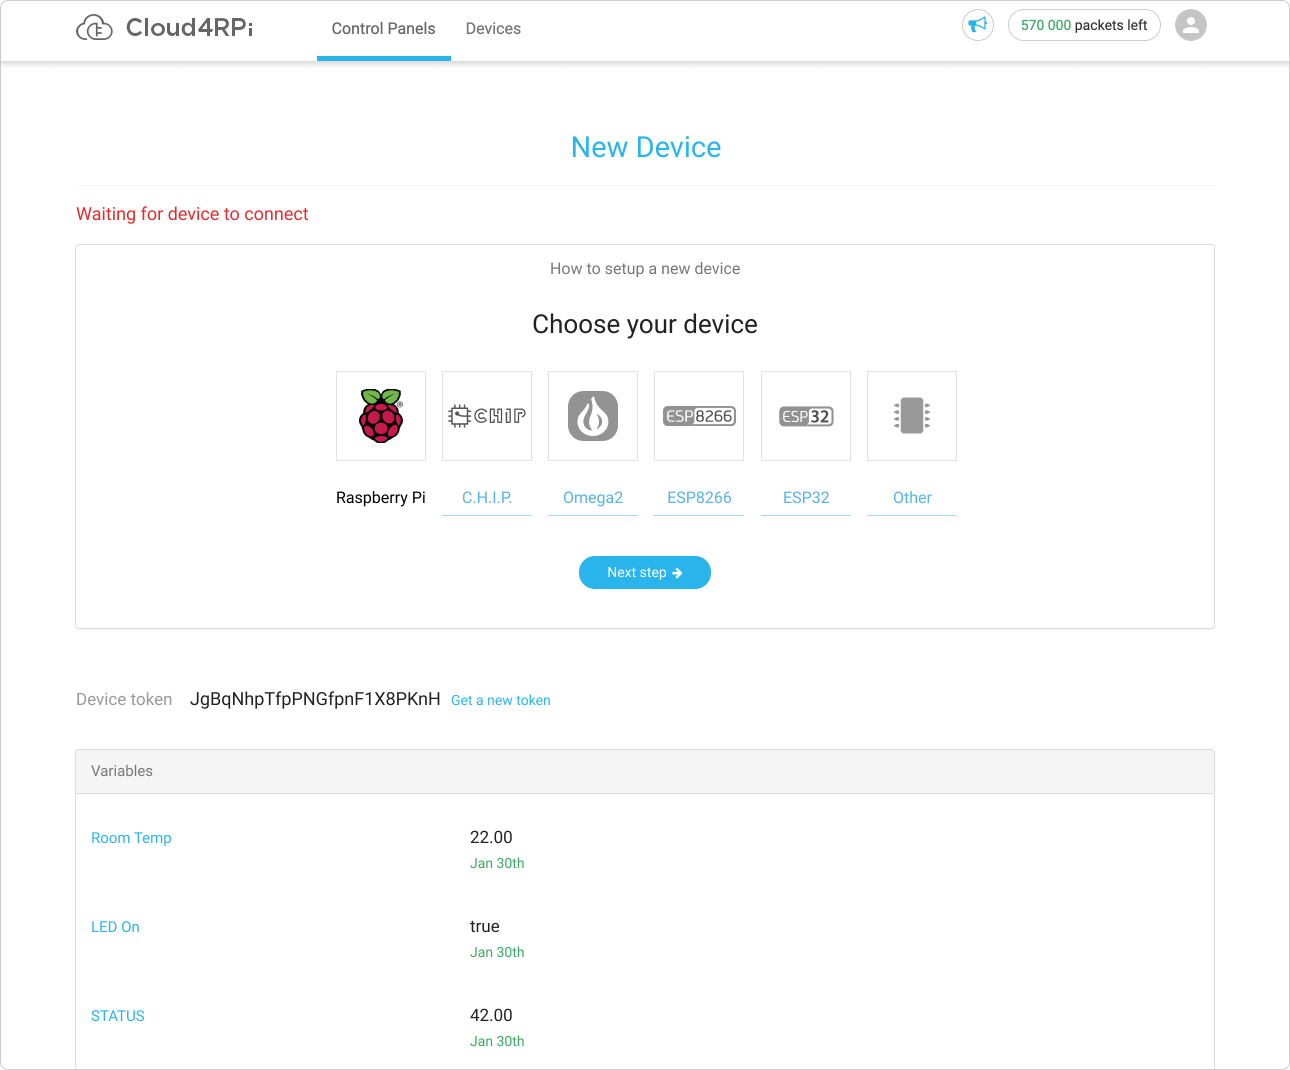 Cloud4RPi
Control Panels
Devices
570 000 packets left
New Device
Waiting for device to connect
How to setup a new device
Choose your device
CHIP
ESP8266
ESP32
Raspberry Pi
C.H.I.P.
Omega2
ESP8266
ESP32
Other
Next step
Device token JgBqNhpTfpPNGfpnF1X8PKnH Get a new token
Variables
Room Temp
22.00
Jan 30th
LED On
true
Jan 30th
STATUS
42.00
Jan 30th